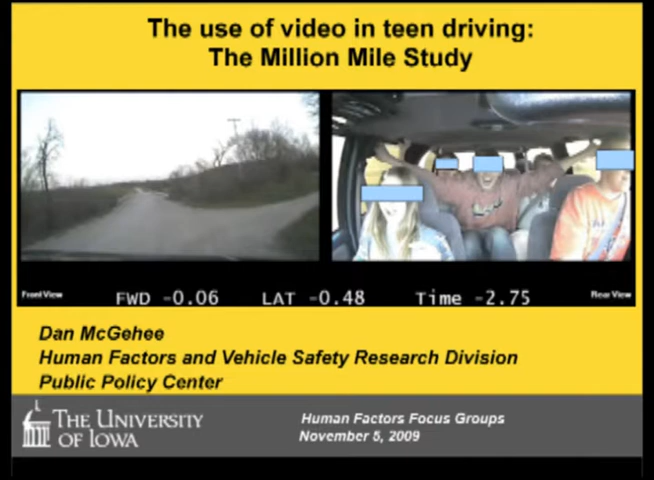 The use of video in teen driving:
The Million Mile Study
Front View
FWD -0.06 LAT -0.48 Time -2.75
Rear View
Dan McGehee
Human Factors and Vehicle Safety Research Division
Public Policy Center
THE UNIVERSITY
OF IOWA
Human Factors Focus Groups
November 5, 2009